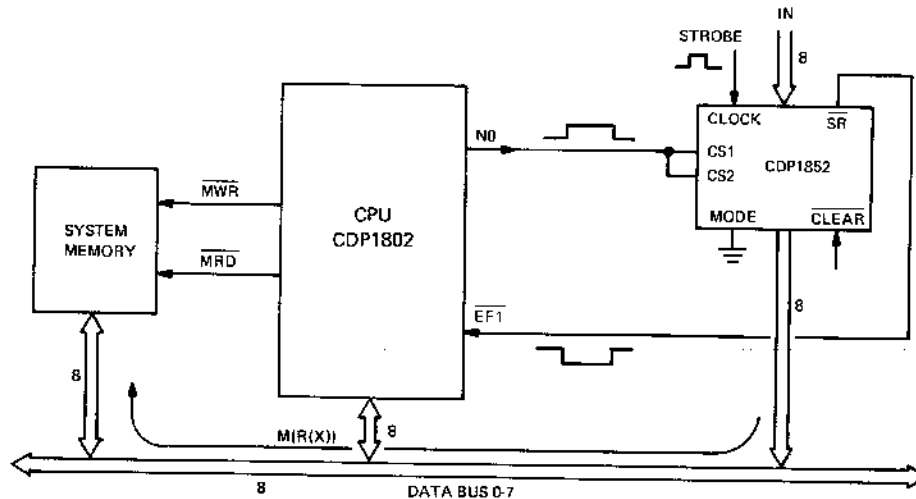 IN
STROBE
8
CLOCK
SR
N0
CS1
CS2
CDP1852
MWR
CPU
CDP1802
SYSTEM
MEMORY
MODE
CLEAR
MRD
8
EF1
8
M(R(X))
8
8
DATA BUS 0-7